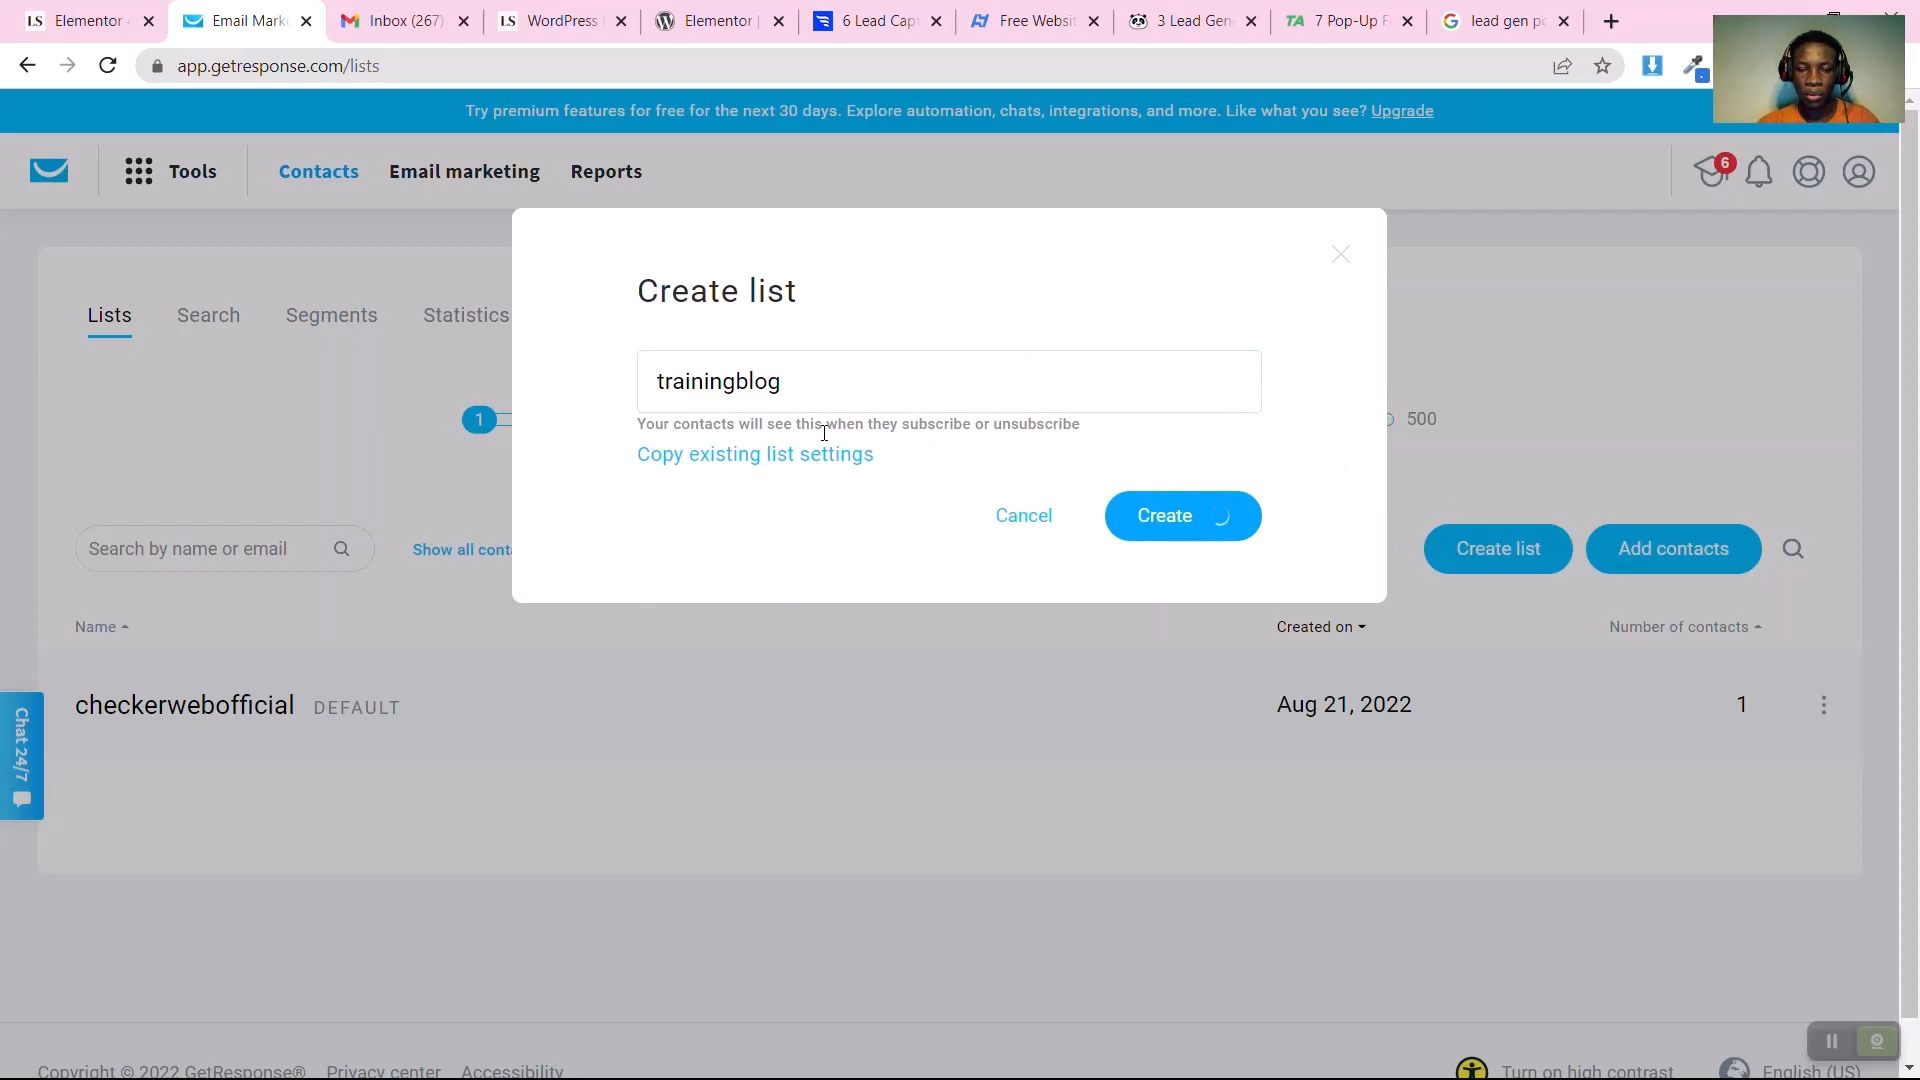 LS Elementor
Email Mark
Inbox (267)
LS WordPress
Elementor |
6 Lead Cap
Free Websi
3 Lead Gen
TA 7 Pop-Up F
lead gen po
app.getresponse.com/lists
Try premium features for free for the next 30 days. Explore automation, chats, integrations, and more. Like what you see? Upgrade
Tools
Contacts
Email marketing
Reports
6
Create list
Lists
Search
Segments
Statistics
trainingblog
Your contacts will see this when they subscribe or unsubscribe
1
500
Copy existing list settings
Cancel
Create
Search by name or email
Show all conta
Create list
Add contacts
Name
Created on
Number of contacts
checkerwebofficial DEFAULT
Aug 21, 2022
1
Chat 24/7
Copyright © 2022 GetResponse®
Privacy center
Accessibility
Turn on high contrast
English (US)